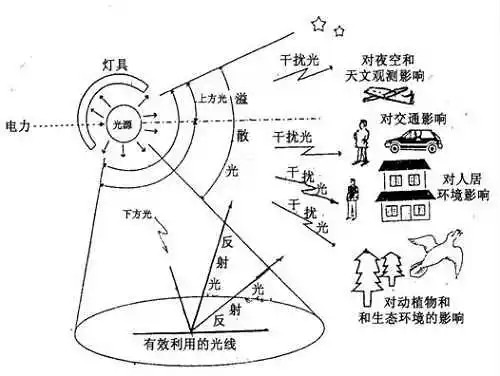 灯具
电力
光源
上方光
溢
散
光
干扰光
对夜空和
天文观测影响
干扰光
对交通影响
干
扰
光
对人居
环境影响
干
扰
光
下方光
反
射
光
光
射
反
有效利用的光线
对动植物和
和生态环境的影响